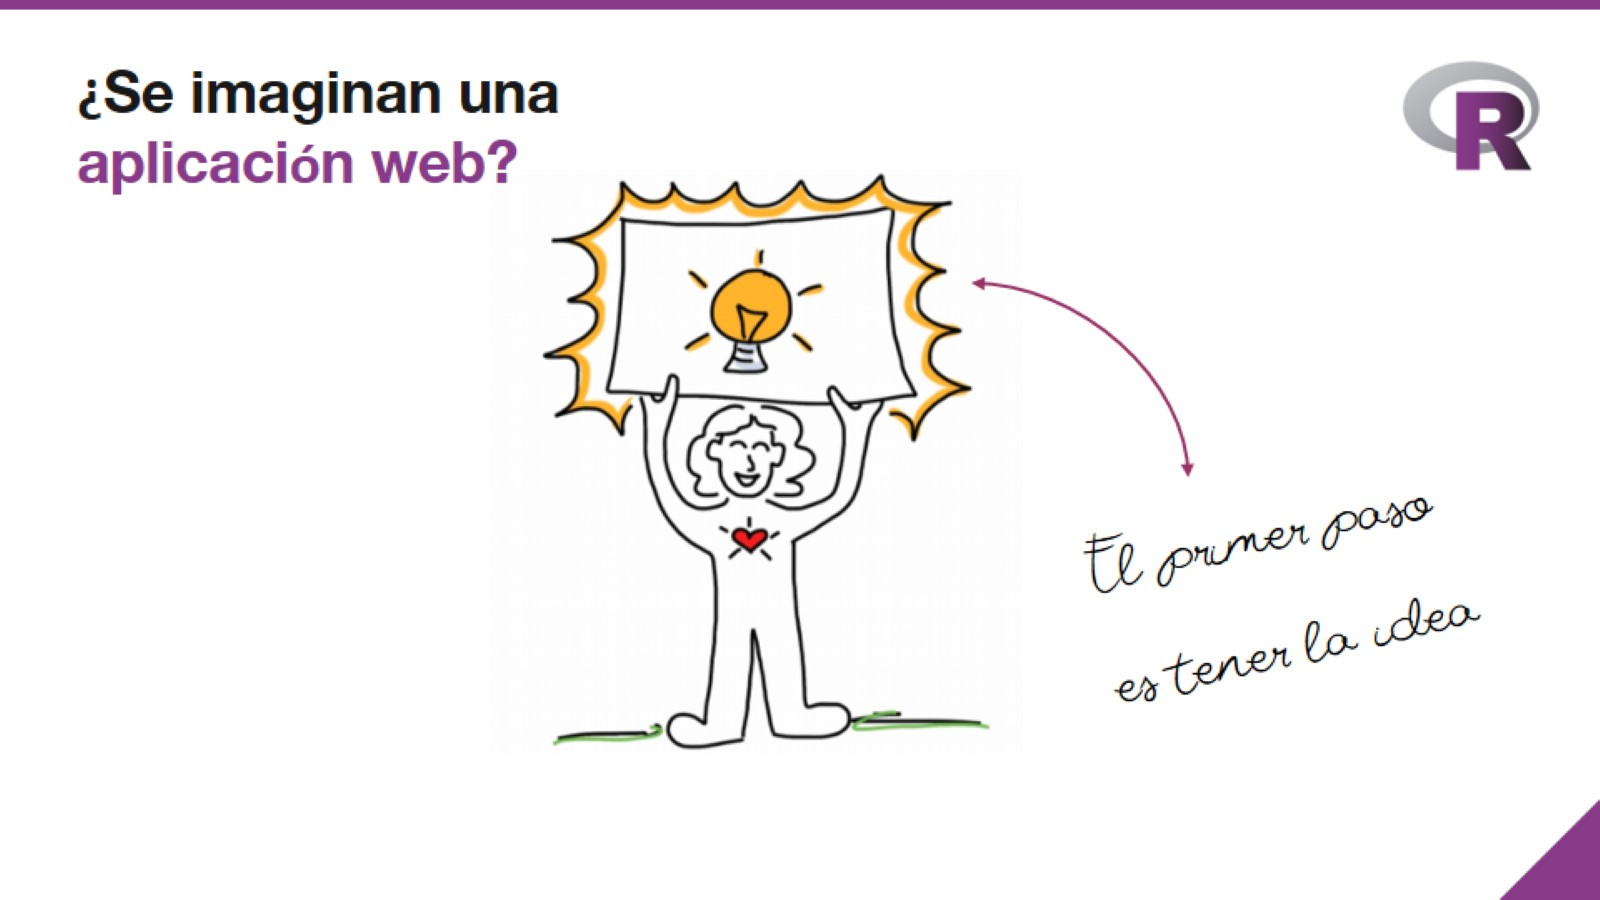 ¿Se imaginan una
aplicación web?
R
El primer paso
es tener la idea